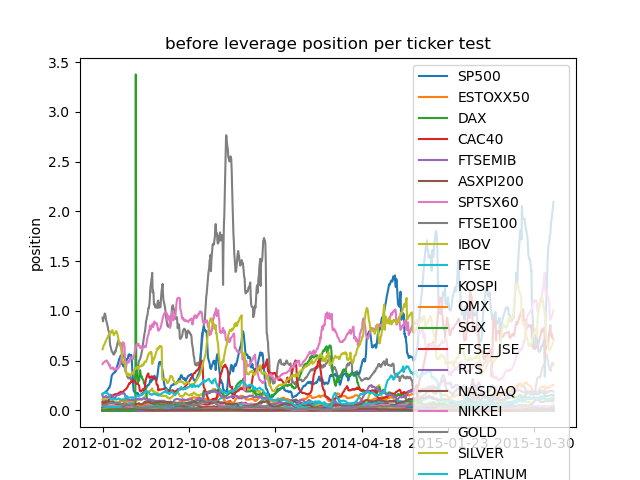 before leverage position per ticker test
3.5
3.0
2.5
2.0
1.5
1.0
0.5
0.0
position
2012-01-02 2012-10-08 2013-07-15 2014-04-18 2015-01-23 2015-10-30
SP500
ESTOXX50
DAX
CAC40
FTSEMIB
ASXPI200
SPTSX60
FTSE100
IBOV
FTSE
KOSPI
OMX
SGX
FTSE_JSE
RTS
NASDAQ
NIKKEI
GOLD
SILVER
PLATINUM